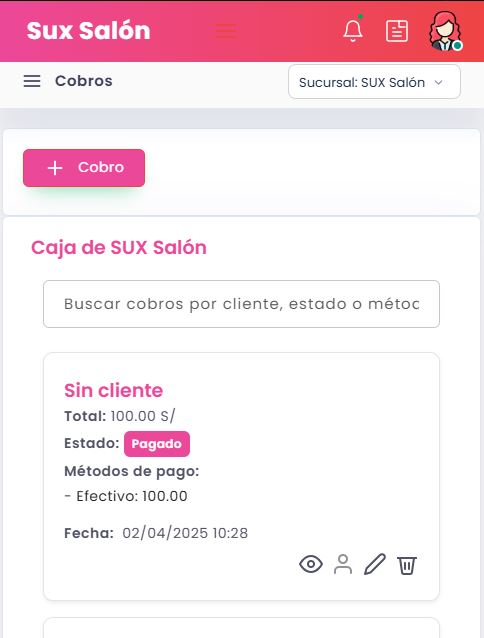 Sux Salón
Cobros
Sucursal: SUX Salón
Cobro
Caja de SUX Salón
Buscar cobros por cliente, estado o métoc
Sin cliente
Total: 100.00 S/
Estado: Pagado
Métodos de pago:
- Efectivo: 100.00
Fecha: 02/04/2025 10:28